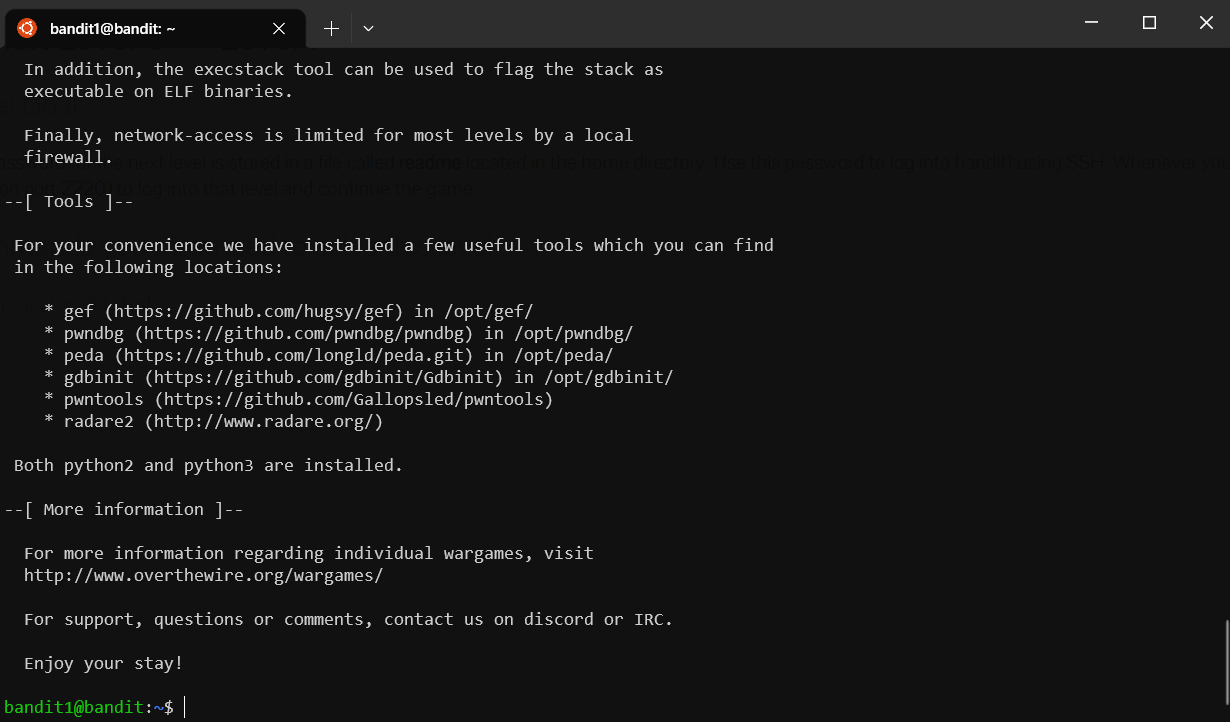 bandit1@bandit: ~
In addition, the execstack tool can be used to flag the stack as
executable on ELF binaries.
Finally, network-access is limited for most levels by a local
firewall.
--[ Tools ]--
For your convenience we have installed a few useful tools which you can find
in the following locations:
* gef (https://github.com/hugsy/gef) in /opt/gef/
* pwndbg (https://github.com/pwndbg/pwndbg) in /opt/pwndbg/
* peda (https://github.com/longld/peda.git) in /opt/peda/
* gdbinit (https://github.com/gdbinit/Gdbinit) in /opt/gdbinit/
* pwntools (https://github.com/Gallopsled/pwntools)
* radare2 (http://www.radare.org/)
Both python2 and python3 are installed.
--[ More information ]--
For more information regarding individual wargames, visit
http://www.overthewire.org/wargames/
For support, questions or comments, contact us on discord or IRC.
Enjoy your stay!
bandit1@bandit:~$